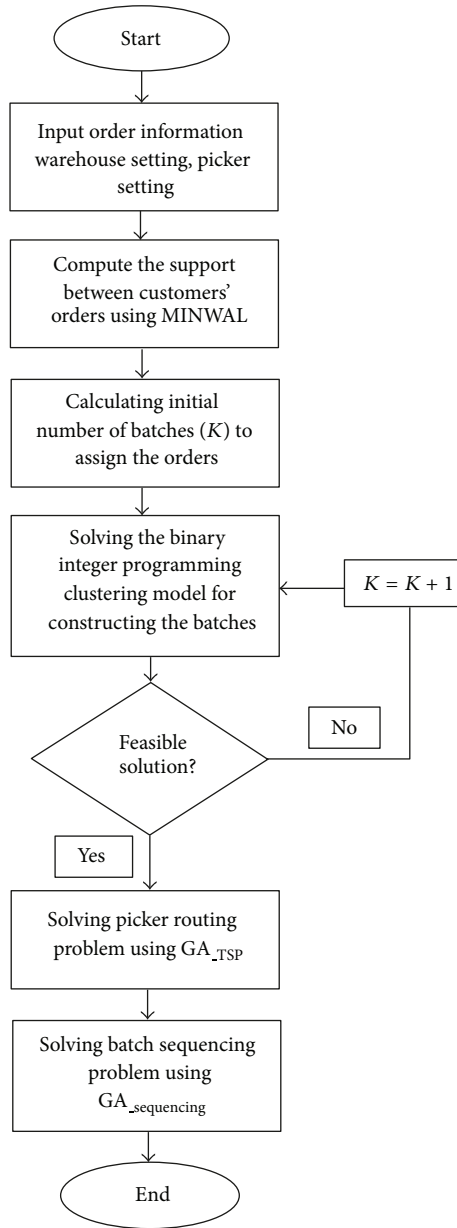 Start
Input order information
warehouse setting, picker
setting
Compute the support
between customers'
orders using MINWAL
Calculating initial
number of batches (K) to
assign the orders
Solving the binary
integer programming
clustering model for
constructing the batches
K = K + 1
Feasible
solution?
No
Yes
Solving picker routing
problem using GA_TSP
Solving batch sequencing
problem using
GA_sequencing
End